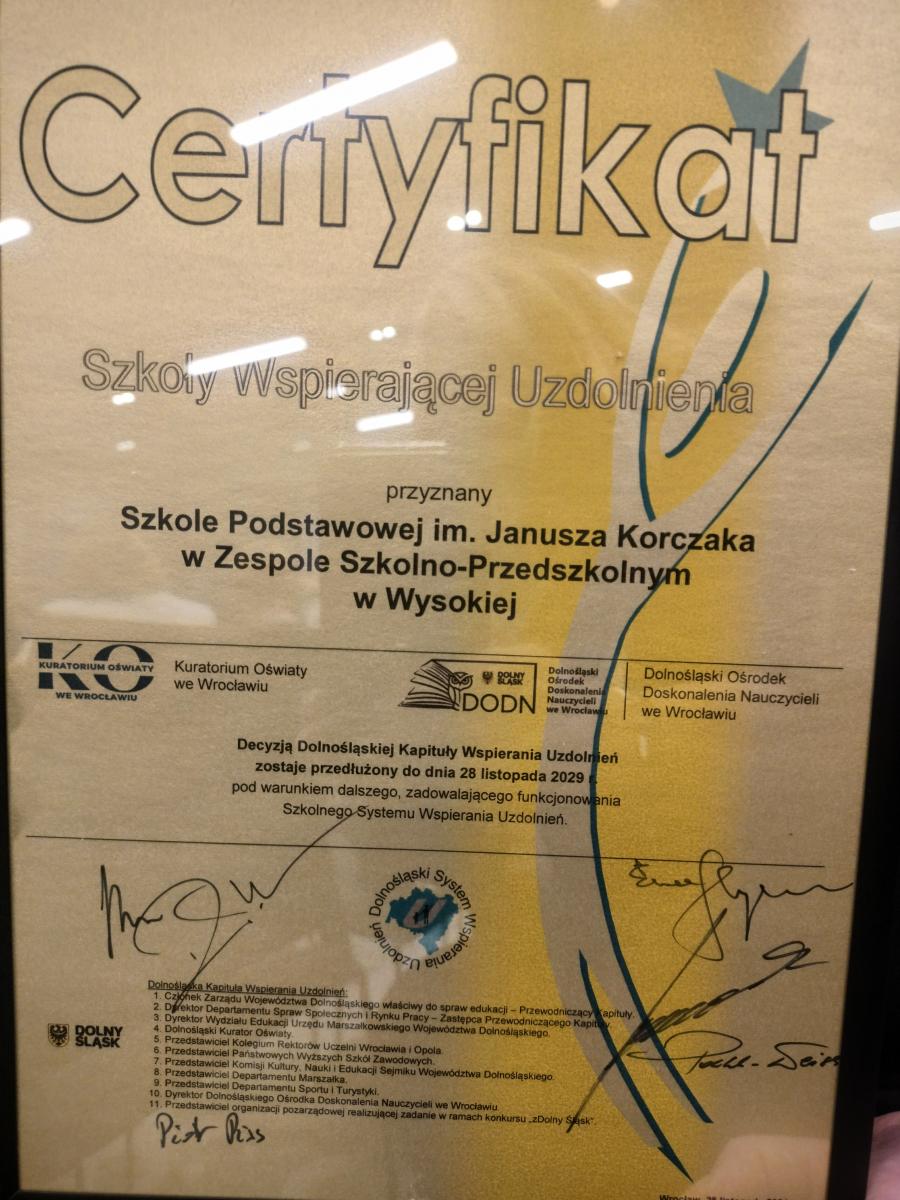 Certyfikat
Szkoły Wspierającej Uzdolnienia
przyznany
Szkole Podstawowej im. Janusza Korczaka
w Zespole Szkolno-Przedszkolnym
w Wysokiej
KO
KURATORIUM OŚWIATY
WE WROCŁAWIU
Kuratorium Oświaty
we Wrocławiu
DOLNY
ŚLĄSK
DODN
Dolnośląski
Ośrodek
Doskonalenia
Nauczycieli
we Wrocławiu
Dolnośląski Ośrodek
Doskonalenia Nauczycieli
we Wrocławiu
Decyzją Dolnośląskiej Kapituły Wspierania Uzdolnień
zostaje przedłużony do dnia 28 listopada 2029 r.
pod warunkiem dalszego, zadowalającego funkcjonowania
Szkolnego Systemu Wspierania Uzdolnień.
Dolnośląski System Wspierania Uzdolnień
Dolnośląska Kapituła Wspierania Uzdolnień:
1. Członek Zarządu Województwa Dolnośląskiego właściwy do spraw edukacji – Przewodniczący Kapituły.
2. Dyrektor Departamentu Spraw Społecznych i Rynku Pracy – Zastępca Przewodniczącego Kapituły.
3. Dyrektor Wydziału Edukacji Urzędu Marszałkowskiego Województwa Dolnośląskiego.
4. Dolnośląski Kurator Oświaty.
5. Przedstawiciel Kolegium Rektorów Uczelni Wrocławia i Opola.
6. Przedstawiciel Państwowych Wyższych Szkół Zawodowych.
7. Przedstawiciel Komisji Kultury, Nauki i Edukacji Sejmiku Województwa Dolnośląskiego.
8. Przedstawiciel Departamentu Marszałka.
9. Przedstawiciel Departamentu Sportu i Turystyki.
10. Dyrektor Dolnośląskiego Ośrodka Doskonalenia Nauczycieli we Wrocławiu.
11. Przedstawiciel organizacji pozarządowej realizującej zadanie w ramach konkursu „zDolny Śląsk”.
DOLNY
ŚLĄSK
Piotr